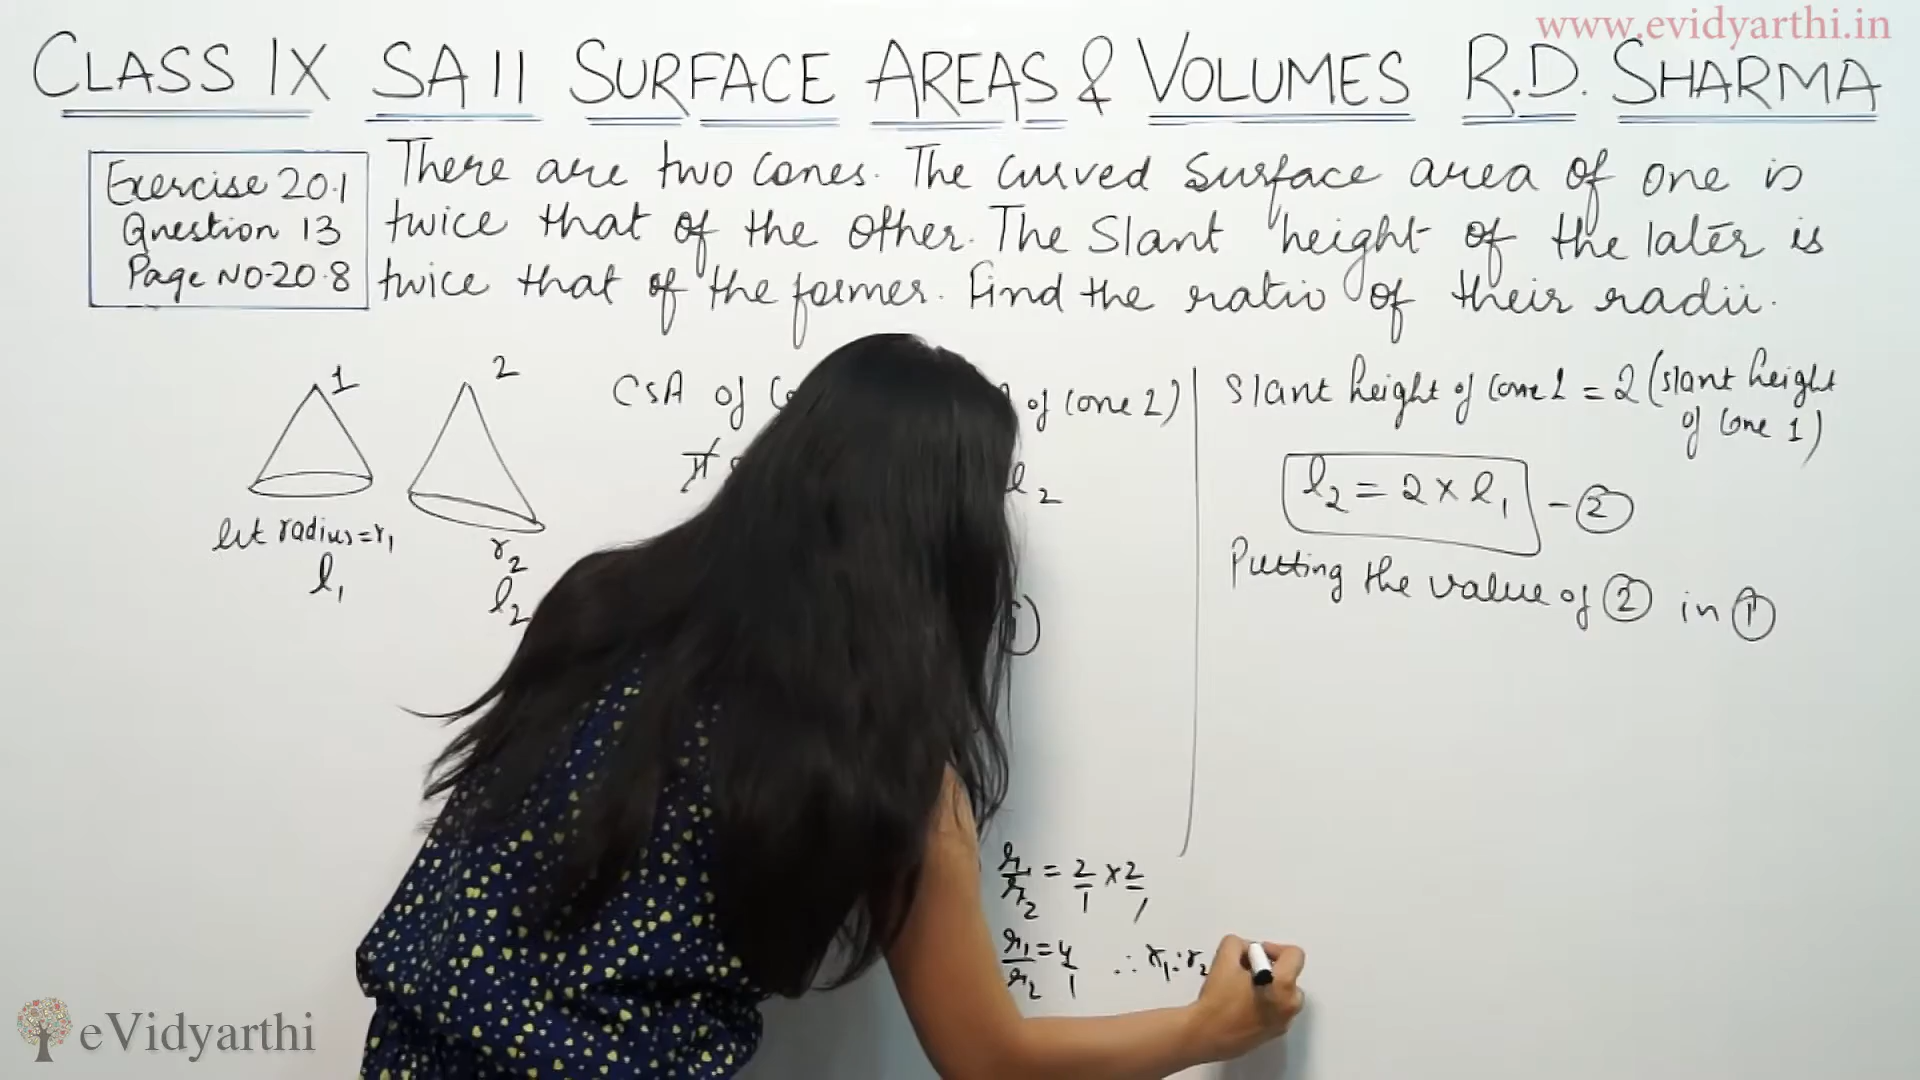 www.evidyarthi.in
CLASS IX SA II SURFACE AREAS & VOLUMES R.D. SHARMA
Exercise 20.1
Question 13
Page NO-20.8
There are two cones. The curved surface area of one is
twice that of the other. The Slant height of the later is
twice that of the former. Find the ratio of their radii.
1
2
let radius = r₁
l₁
r₂
l₂
CSA of of cone 2)
π l₂
Slant height of cone 2 = 2 (slant height
of cone 1)
l₂ = 2 × l₁ - ②
Putting the value of ② in ①
r₁/r₂ = 2/1 × 2/1
r₁/r₂ = 4/1 ∴ r₁:r₂
eVidyarthi